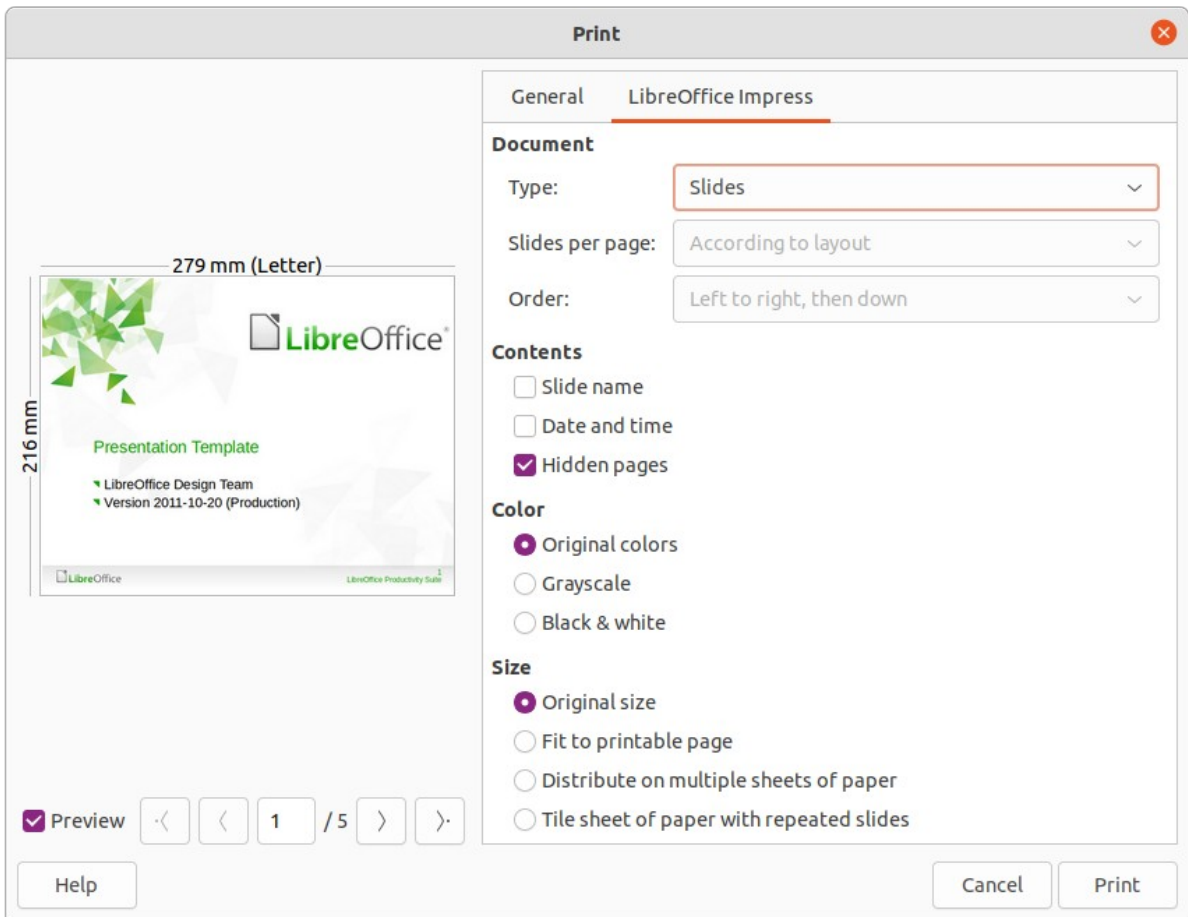 Print
General LibreOffice Impress
Document
Type: Slides
Slides per page: According to layout
Order: Left to right, then down
Contents
Slide name
Date and time
Hidden pages
Color
Original colors
Grayscale
Black & white
Size
Original size
Fit to printable page
Distribute on multiple sheets of paper
Tile sheet of paper with repeated slides
279 mm (Letter)
216 mm
LibreOffice®
Presentation Template
LibreOffice Design Team
Version 2011-10-20 (Production)
1
LibreOffice LibreOffice Productivity Suite
Preview 1 / 5
Help Cancel Print